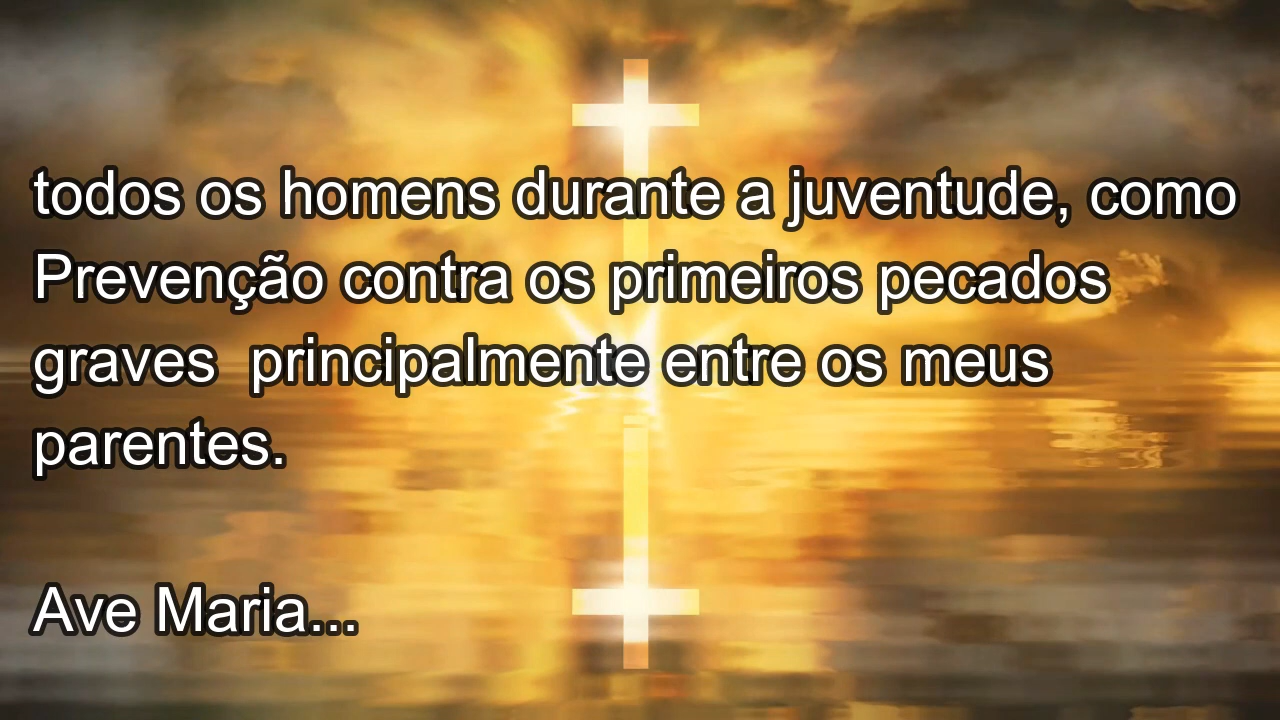 todos os homens durante a juventude, como
Prevenção contra os primeiros pecados
graves  principalmente entre os meus
parentes.
Ave Maria...